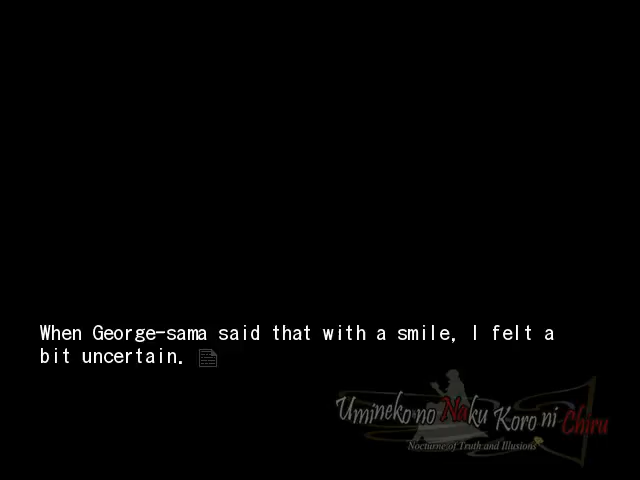 When George-sama said that with a smile, I felt a
bit uncertain.
Umineko no Naku Koro ni Chiru
Nocturne of Truth and Illusions